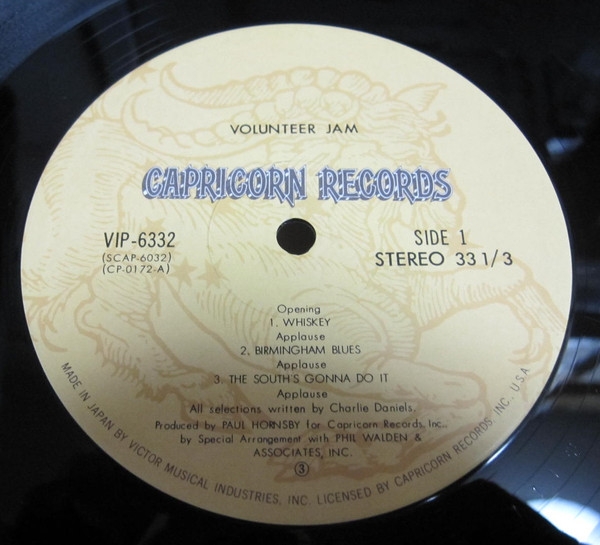 VOLUNTEER JAM
CAPRICORN RECORDS
VIP-6332
(SCAP-6032)
(CP-0172-A)
SIDE 1
STEREO 33 1/3
Opening
1. WHISKEY
Applause
2. BIRMINGHAM BLUES
Applause
3. THE SOUTH'S GONNA DO IT
Applause
All selections written by Charlie Daniels.
Produced by PAUL HORNSBY for Capricorn Records, Inc.,
by Special Arrangement with PHIL WALDEN &
ASSOCIATES, INC.
③
MADE IN JAPAN BY VICTOR MUSICAL INDUSTRIES, INC. LICENSED BY CAPRICORN RECORDS, INC. U.S.A